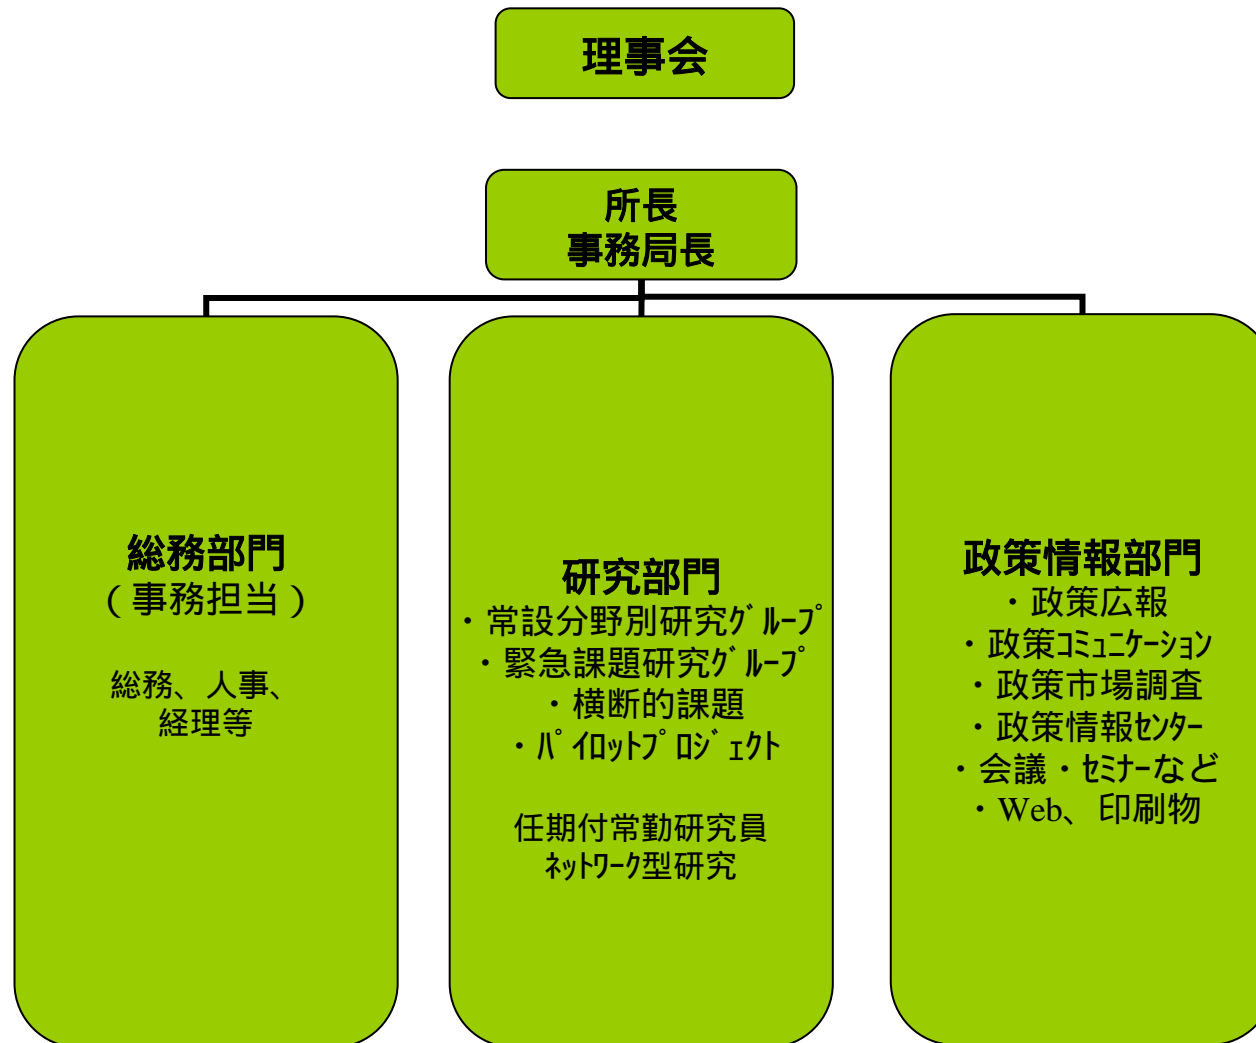 理事会
所長
事務局長
総務部門
（事務担当）
総務、人事、
経理等
研究部門
・常設分野別研究ｸﾞﾙｰﾌﾟ
・緊急課題研究ｸﾞﾙｰﾌﾟ
・横断的課題
・ﾊﾟｲﾛｯﾄﾌﾟﾛｼﾞｪｸﾄ
任期付常勤研究員
ﾈｯﾄﾜｰｸ型研究
政策情報部門
・政策広報
・政策ｺﾐｭﾆｹｰｼｮﾝ
・政策市場調査
・政策情報ｾﾝﾀｰ
・会議・ｾﾐﾅｰなど
・Web、印刷物